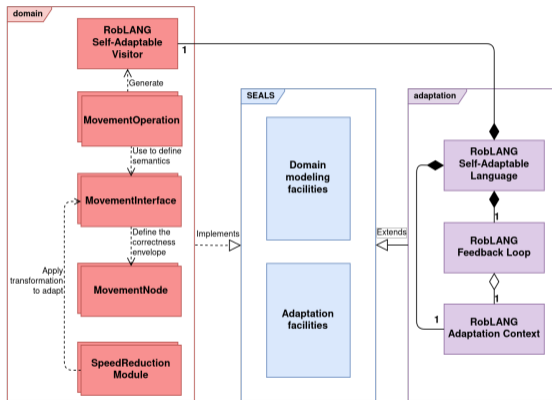 domain
RobLANG
Self-Adaptable
Visitor
1
Generate
MovementOperation
Use to define
semantics
MovementInterface
Define the
correctness
envelope
MovementNode
Apply
transformation
to adapt
SpeedReduction
Module
Implements
SEALS
Domain
modeling
facilities
Adaptation
facilities
Extends
adaptation
RobLANG
Self-Adaptable
Language
1
RobLANG
Feedback Loop
1
1
RobLANG
Adaptation Context